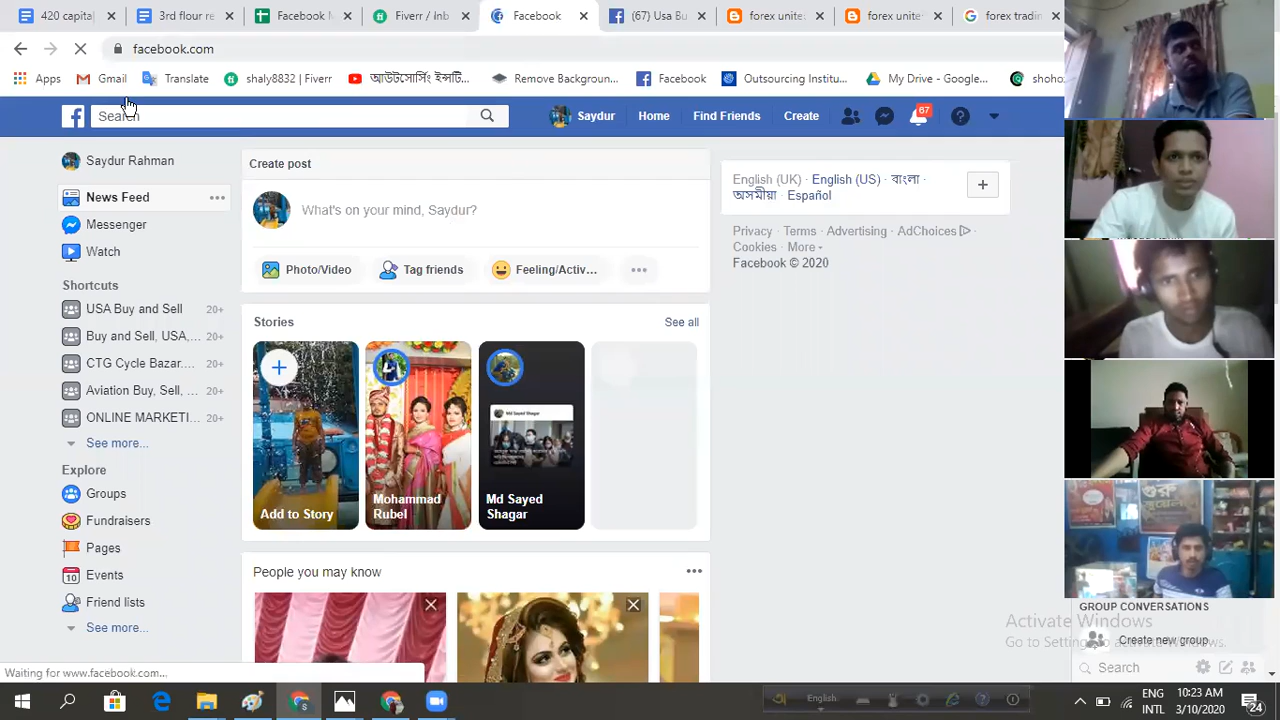 420 capital
3rd flour re
Facebook M
Fiverr / Inb
Facebook
(67) Usa Bu
forex unite
forex unite
forex tradin
facebook.com
Apps
Gmail
Translate
shaly8832 | Fiverr
আউটসোর্সিং ইন্সটি...
Remove Backgroun...
Facebook
Outsourcing Institu...
My Drive - Google...
shoho
Search
Saydur
Home
Find Friends
Create
67
Saydur Rahman
News Feed
Messenger
Watch
Shortcuts
USA Buy and Sell 20+
Buy and Sell, USA,... 20+
CTG Cycle Bazar.... 20+
Aviation Buy, Sell, ... 20+
ONLINE MARKETI... 20+
See more...
Explore
Groups
Fundraisers
Pages
Events
Friend lists
See more...
Create post
What's on your mind, Saydur?
Photo/Video
Tag friends
Feeling/Activ...
Stories
See all
Add to Story
Mohammad
Rubel
Md Sayed Shagar
Md Sayed
Shagar
People you may know
English (UK) · English (US) · বাংলা ·
অসমীয়া · Español
Privacy · Terms · Advertising · AdChoices ·
Cookies · More
Facebook © 2020
GROUP CONVERSATIONS
Activate Windows
Create new group
Go to Settings to activate Windows.
Search
Waiting for www.facebook.com...
English
ENG
INTL
10:23 AM
3/10/2020
24